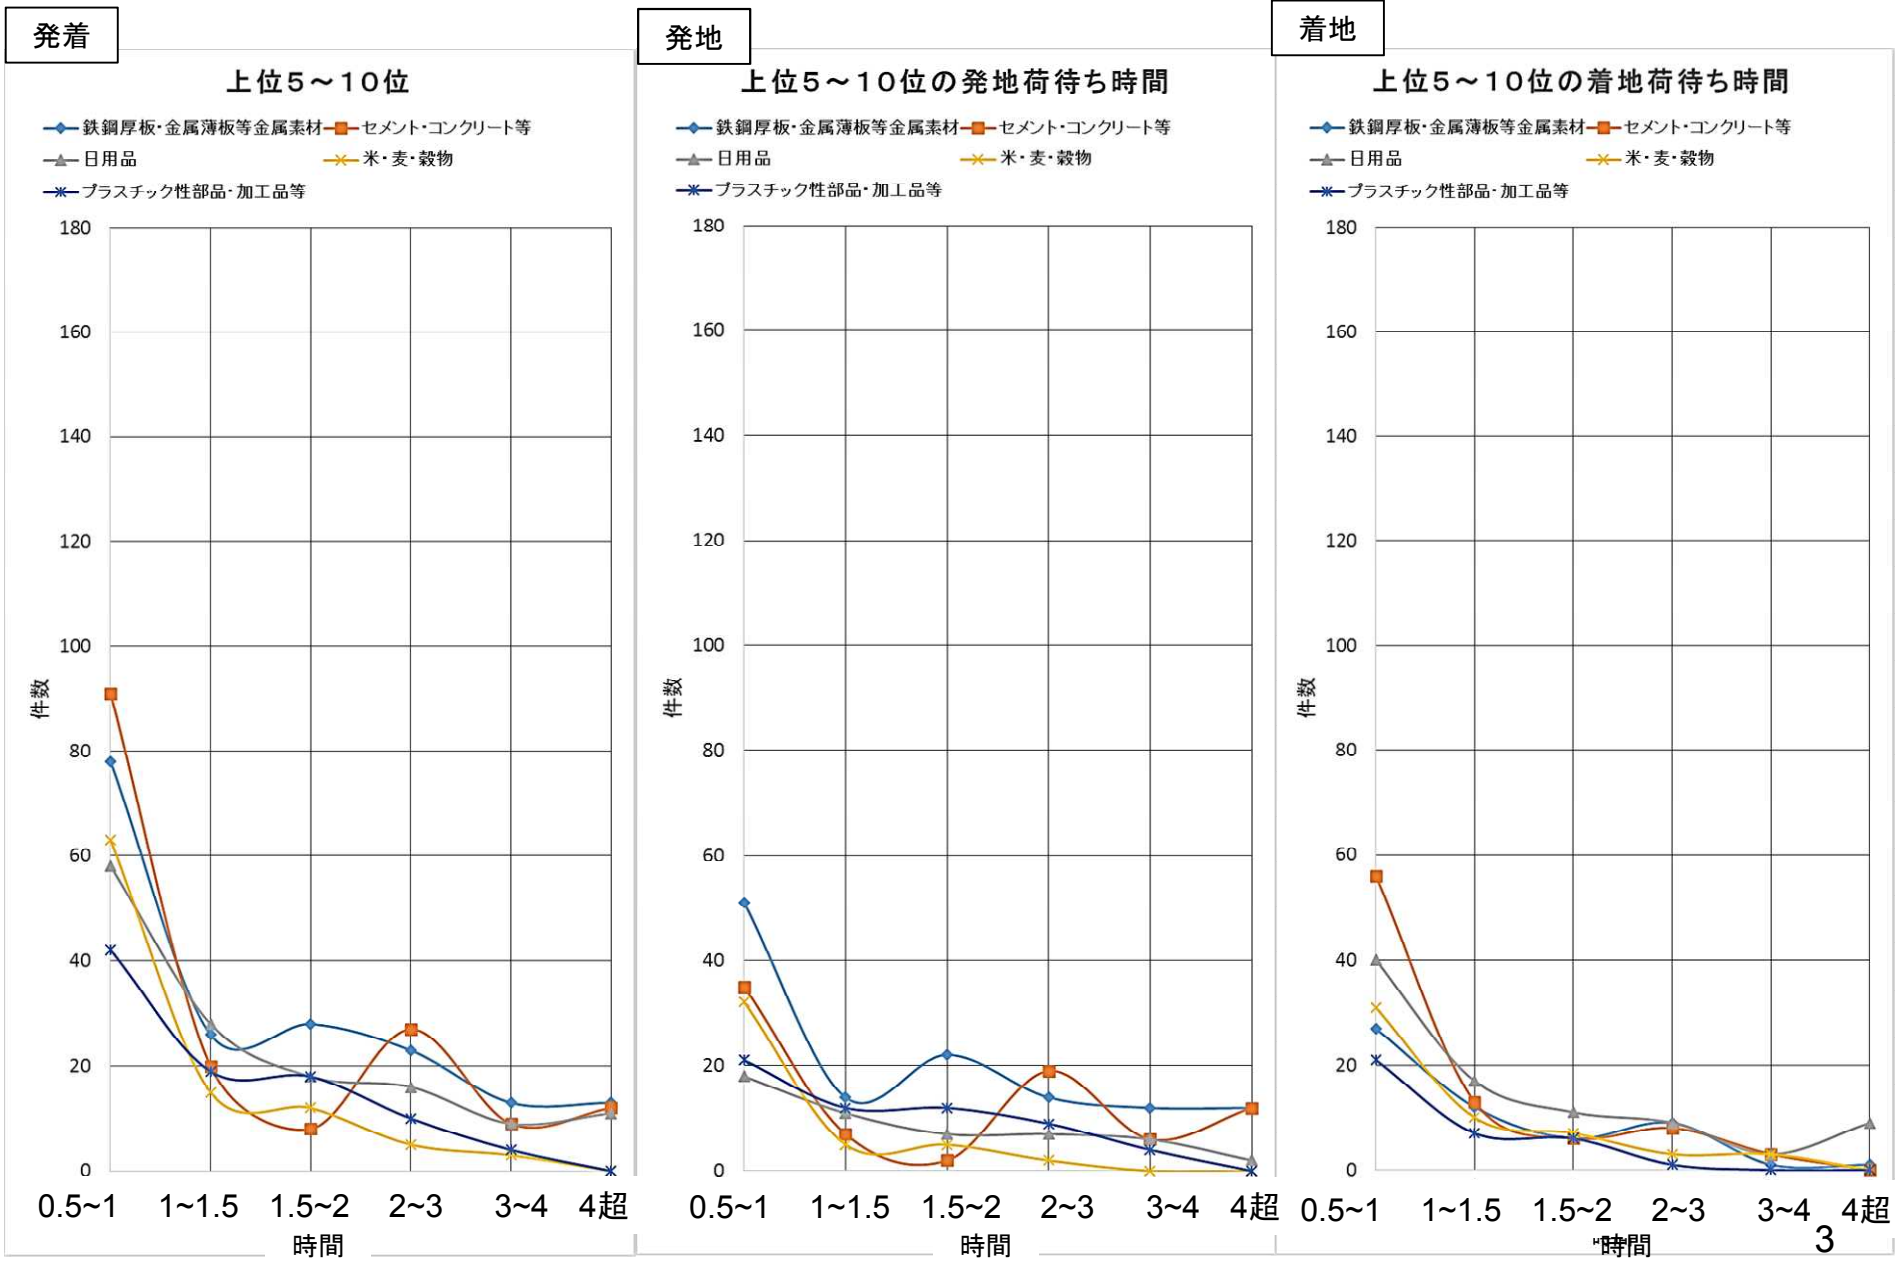 発着
上位5～10位
鉄鋼厚板・金属薄板等金属素材
セメント・コンクリート等
日用品
米・麦・穀物
プラスチック性部品・加工品等
180
160
140
120
100
80
60
40
20
0
件数
0.5~1
1~1.5
1.5~2
2~3
3~4
4超
時間
発地
上位5～10位の発地荷待ち時間
鉄鋼厚板・金属薄板等金属素材
セメント・コンクリート等
日用品
米・麦・穀物
プラスチック性部品・加工品等
180
160
140
120
100
80
60
40
20
0
件数
0.5~1
1~1.5
1.5~2
2~3
3~4
4超
時間
着地
上位5～10位の着地荷待ち時間
鉄鋼厚板・金属薄板等金属素材
セメント・コンクリート等
日用品
米・麦・穀物
プラスチック性部品・加工品等
180
160
140
120
100
80
60
40
20
0
件数
0.5~1
1~1.5
1.5~2
2~3
3~4
4超
時間
3